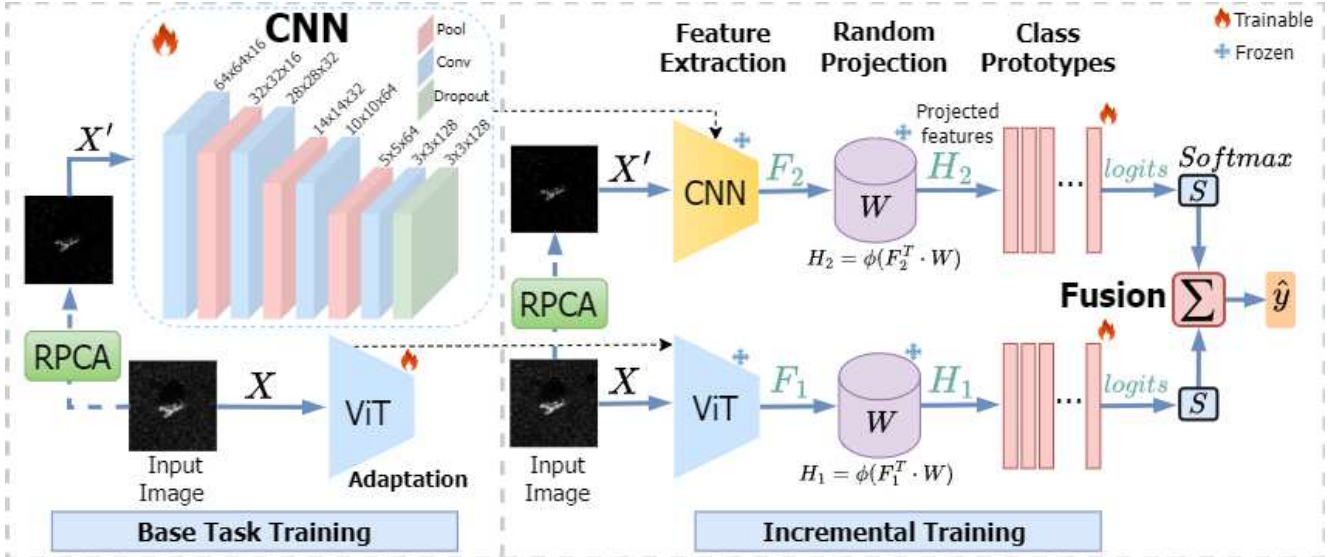 CNN
Pool
Conv
Dropout
64x64x16
32x32x16
28x28x32
14x14x32
10x10x64
5x5x64
3x3x128
3x3x128
X′
RPCA
X
ViT
Input
Image
Adaptation
Base Task Training
Feature
Extraction
Random
Projection
Class
Prototypes
Trainable
Frozen
X′
CNN
F₂
W
Projected
features
H₂
H₂ = ϕ(F₂ᵀ · W)
...
logits
Softmax
S
RPCA
Fusion
∑
ŷ
X
ViT
F₁
W
H₁
H₁ = ϕ(F₁ᵀ · W)
...
logits
S
Input
Image
Incremental Training